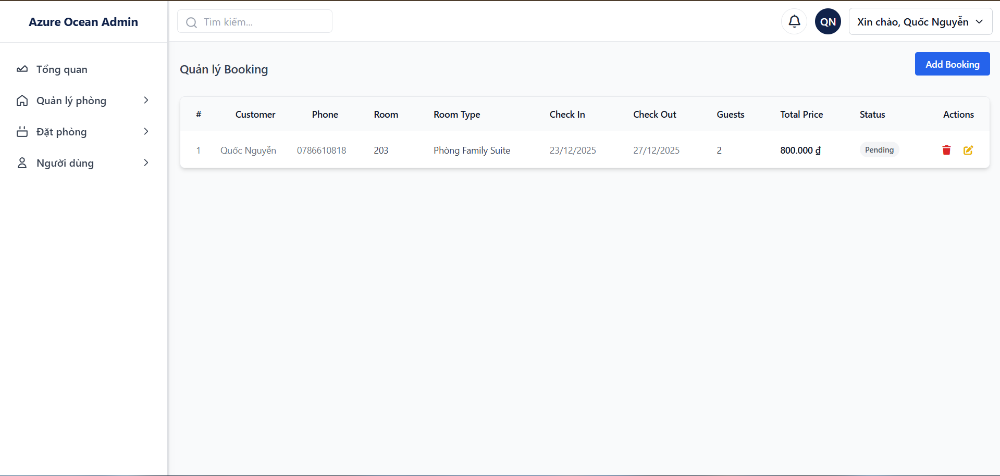 Azure Ocean Admin
Tìm kiếm...
QN
Xin chào, Quốc Nguyễn
Tổng quan
Quản lý phòng
Đặt phòng
Người dùng
Quản lý Booking
Add Booking
# Customer Phone Room Room Type Check In Check Out Guests Total Price Status Actions
1 Quốc Nguyễn 0786610818 203 Phòng Family Suite 23/12/2025 27/12/2025 2 800.000 ₫ Pending